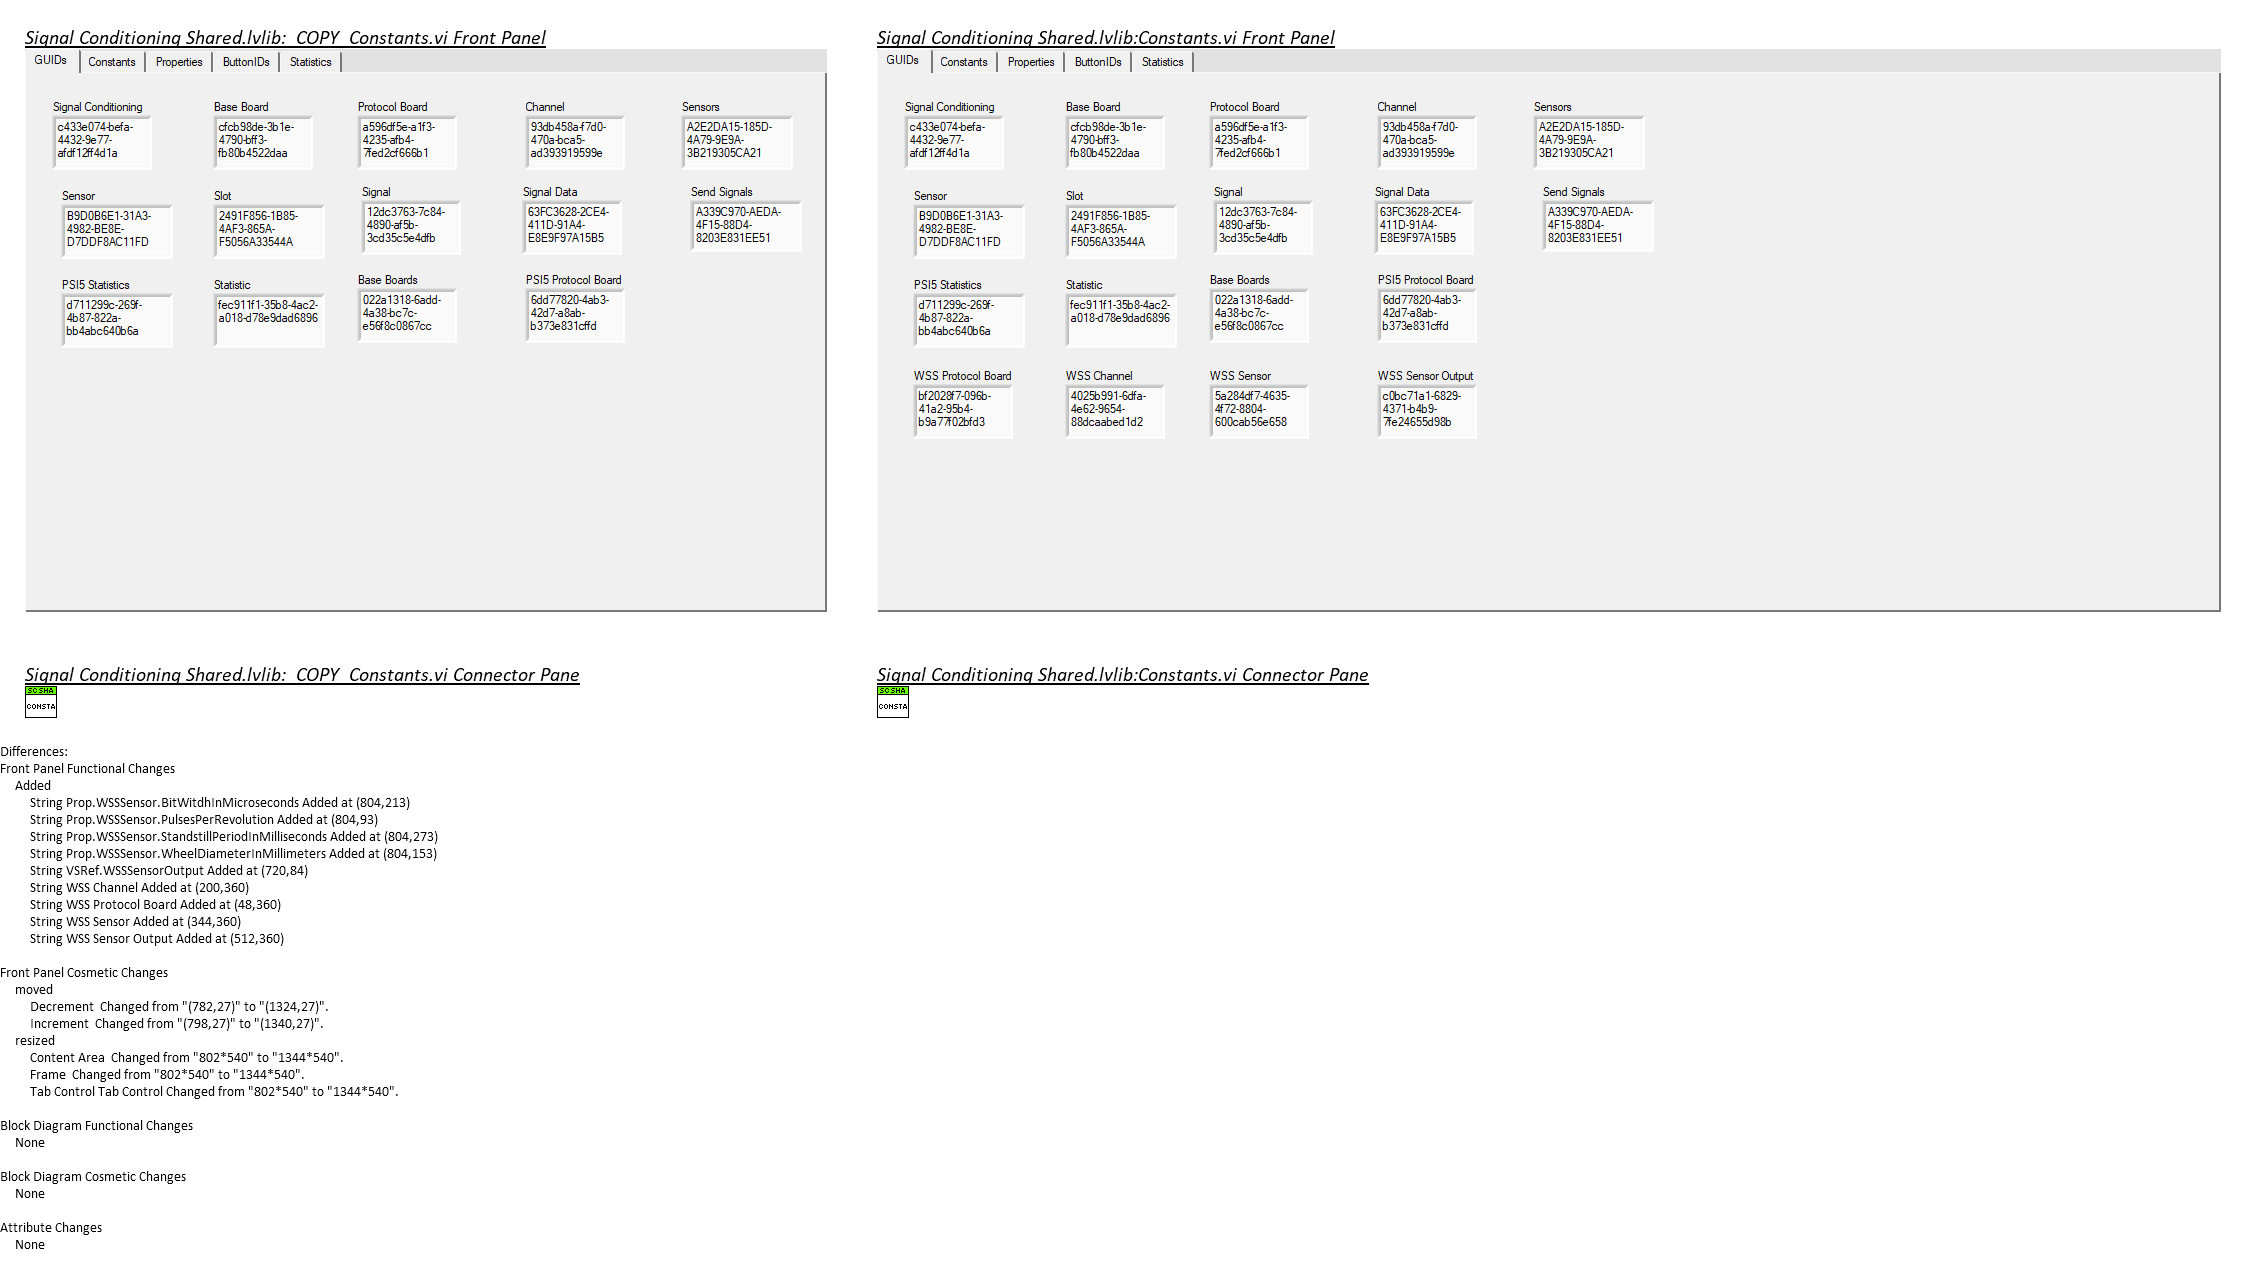 Signal Conditioning Shared.lvlib:_COPY_Constants.vi Front Panel
GUIDs Constants Properties ButtonIDs Statistics
Signal Conditioning
c433e074-befa-
4432-9e77-
afdf12ff4d1a
Base Board
cfcb98de-3b1e-
4790-bff3-
fb80b4522daa
Protocol Board
a596df5e-a1f3-
4235-afb4-
7fed2cf666b1
Channel
93db458a-f7d0-
470a-bca5-
ad393919599e
Sensors
A2E2DA15-185D-
4A79-9E9A-
3B219305CA21
Sensor
B9D0B6E1-31A3-
4982-BE8E-
D7DDF8AC11FD
Slot
2491F856-1B85-
4AF3-865A-
F5056A33544A
Signal
12dc3763-7c84-
4890-af5b-
3cd35c5e4dfb
Signal Data
63FC3628-2CE4-
411D-91A4-
E8E9F97A15B5
Send Signals
A339C970-AEDA-
4F15-88D4-
8203E831EE51
PSI5 Statistics
d711299c-269f-
4b87-822a-
bb4abc640b6a
Statistic
fec911f1-35b8-4ac2-
a018-d78e9dad6896
Base Boards
022a1318-6add-
4a38-bc7c-
e56f8c0867cc
PSI5 Protocol Board
6dd77820-4ab3-
42d7-a8ab-
b373e831cffd
Signal Conditioning Shared.lvlib:Constants.vi Front Panel
GUIDs Constants Properties ButtonIDs Statistics
Signal Conditioning
c433e074-befa-
4432-9e77-
afdf12ff4d1a
Base Board
cfcb98de-3b1e-
4790-bff3-
fb80b4522daa
Protocol Board
a596df5e-a1f3-
4235-afb4-
7fed2cf666b1
Channel
93db458a-f7d0-
470a-bca5-
ad393919599e
Sensors
A2E2DA15-185D-
4A79-9E9A-
3B219305CA21
Sensor
B9D0B6E1-31A3-
4982-BE8E-
D7DDF8AC11FD
Slot
2491F856-1B85-
4AF3-865A-
F5056A33544A
Signal
12dc3763-7c84-
4890-af5b-
3cd35c5e4dfb
Signal Data
63FC3628-2CE4-
411D-91A4-
E8E9F97A15B5
Send Signals
A339C970-AEDA-
4F15-88D4-
8203E831EE51
PSI5 Statistics
d711299c-269f-
4b87-822a-
bb4abc640b6a
Statistic
fec911f1-35b8-4ac2-
a018-d78e9dad6896
Base Boards
022a1318-6add-
4a38-bc7c-
e56f8c0867cc
PSI5 Protocol Board
6dd77820-4ab3-
42d7-a8ab-
b373e831cffd
WSS Protocol Board
bf2028f7-096b-
41a2-95b4-
b9a77f02bfd3
WSS Channel
4025b991-6dfa-
4e62-9654-
88dcaabed1d2
WSS Sensor
5a284df7-4635-
4f72-8804-
600cab56e658
WSS Sensor Output
c0bc71a1-6829-
4371-b4b9-
7fe24655d98b
Signal Conditioning Shared.lvlib:_COPY_Constants.vi Connector Pane
SC SHA
CONSTA
Signal Conditioning Shared.lvlib:Constants.vi Connector Pane
SC SHA
CONSTA
Differences:
Front Panel Functional Changes
Added
String Prop.WSSSensor.BitWitdhInMicroseconds Added at (804,213)
String Prop.WSSSensor.PulsesPerRevolution Added at (804,93)
String Prop.WSSSensor.StandstillPeriodInMilliseconds Added at (804,273)
String Prop.WSSSensor.WheelDiameterInMillimeters Added at (804,153)
String VSRef.WSSSensorOutput Added at (720,84)
String WSS Channel Added at (200,360)
String WSS Protocol Board Added at (48,360)
String WSS Sensor Added at (344,360)
String WSS Sensor Output Added at (512,360)
Front Panel Cosmetic Changes
moved
Decrement  Changed from "(782,27)" to "(1324,27)".
Increment  Changed from "(798,27)" to "(1340,27)".
resized
Content Area  Changed from "802*540" to "1344*540".
Frame  Changed from "802*540" to "1344*540".
Tab Control Tab Control Changed from "802*540" to "1344*540".
Block Diagram Functional Changes
None
Block Diagram Cosmetic Changes
None
Attribute Changes
None